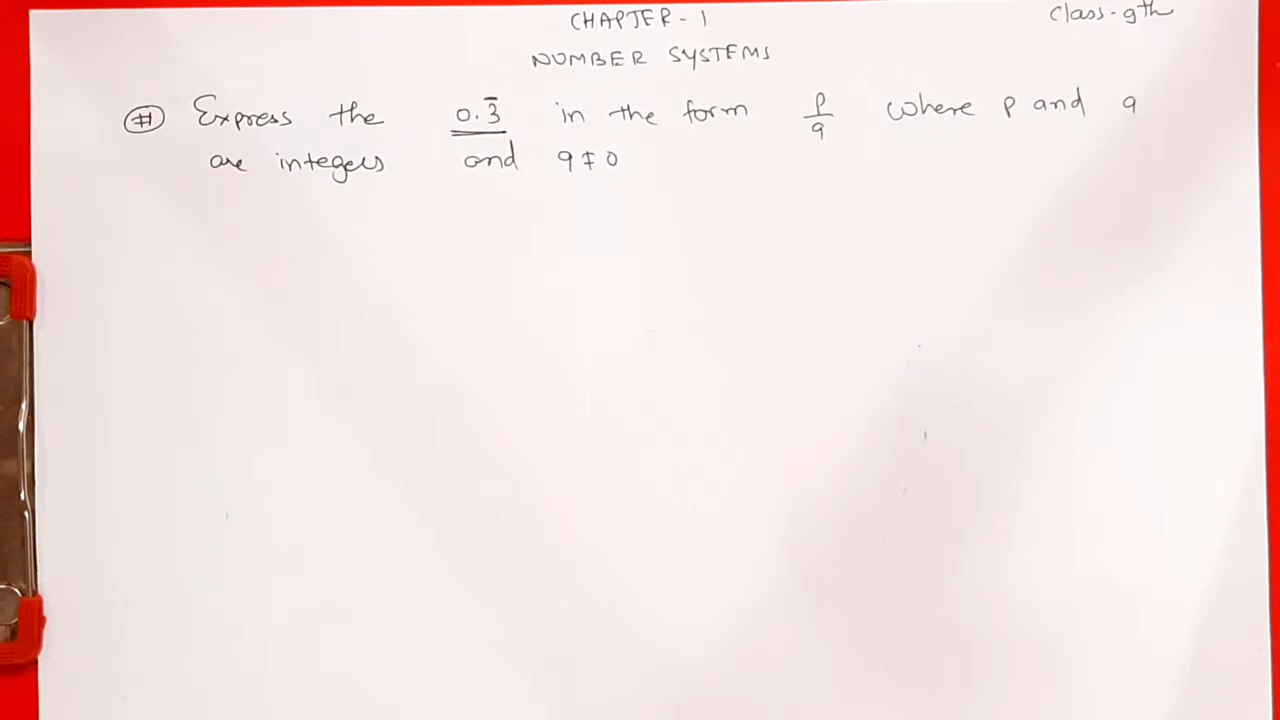 CHAPTER - 1
Class - 9th
NUMBER SYSTEMS
# Express the 0.3̅ in the form p/q where p and q
are integers and q ≠ 0